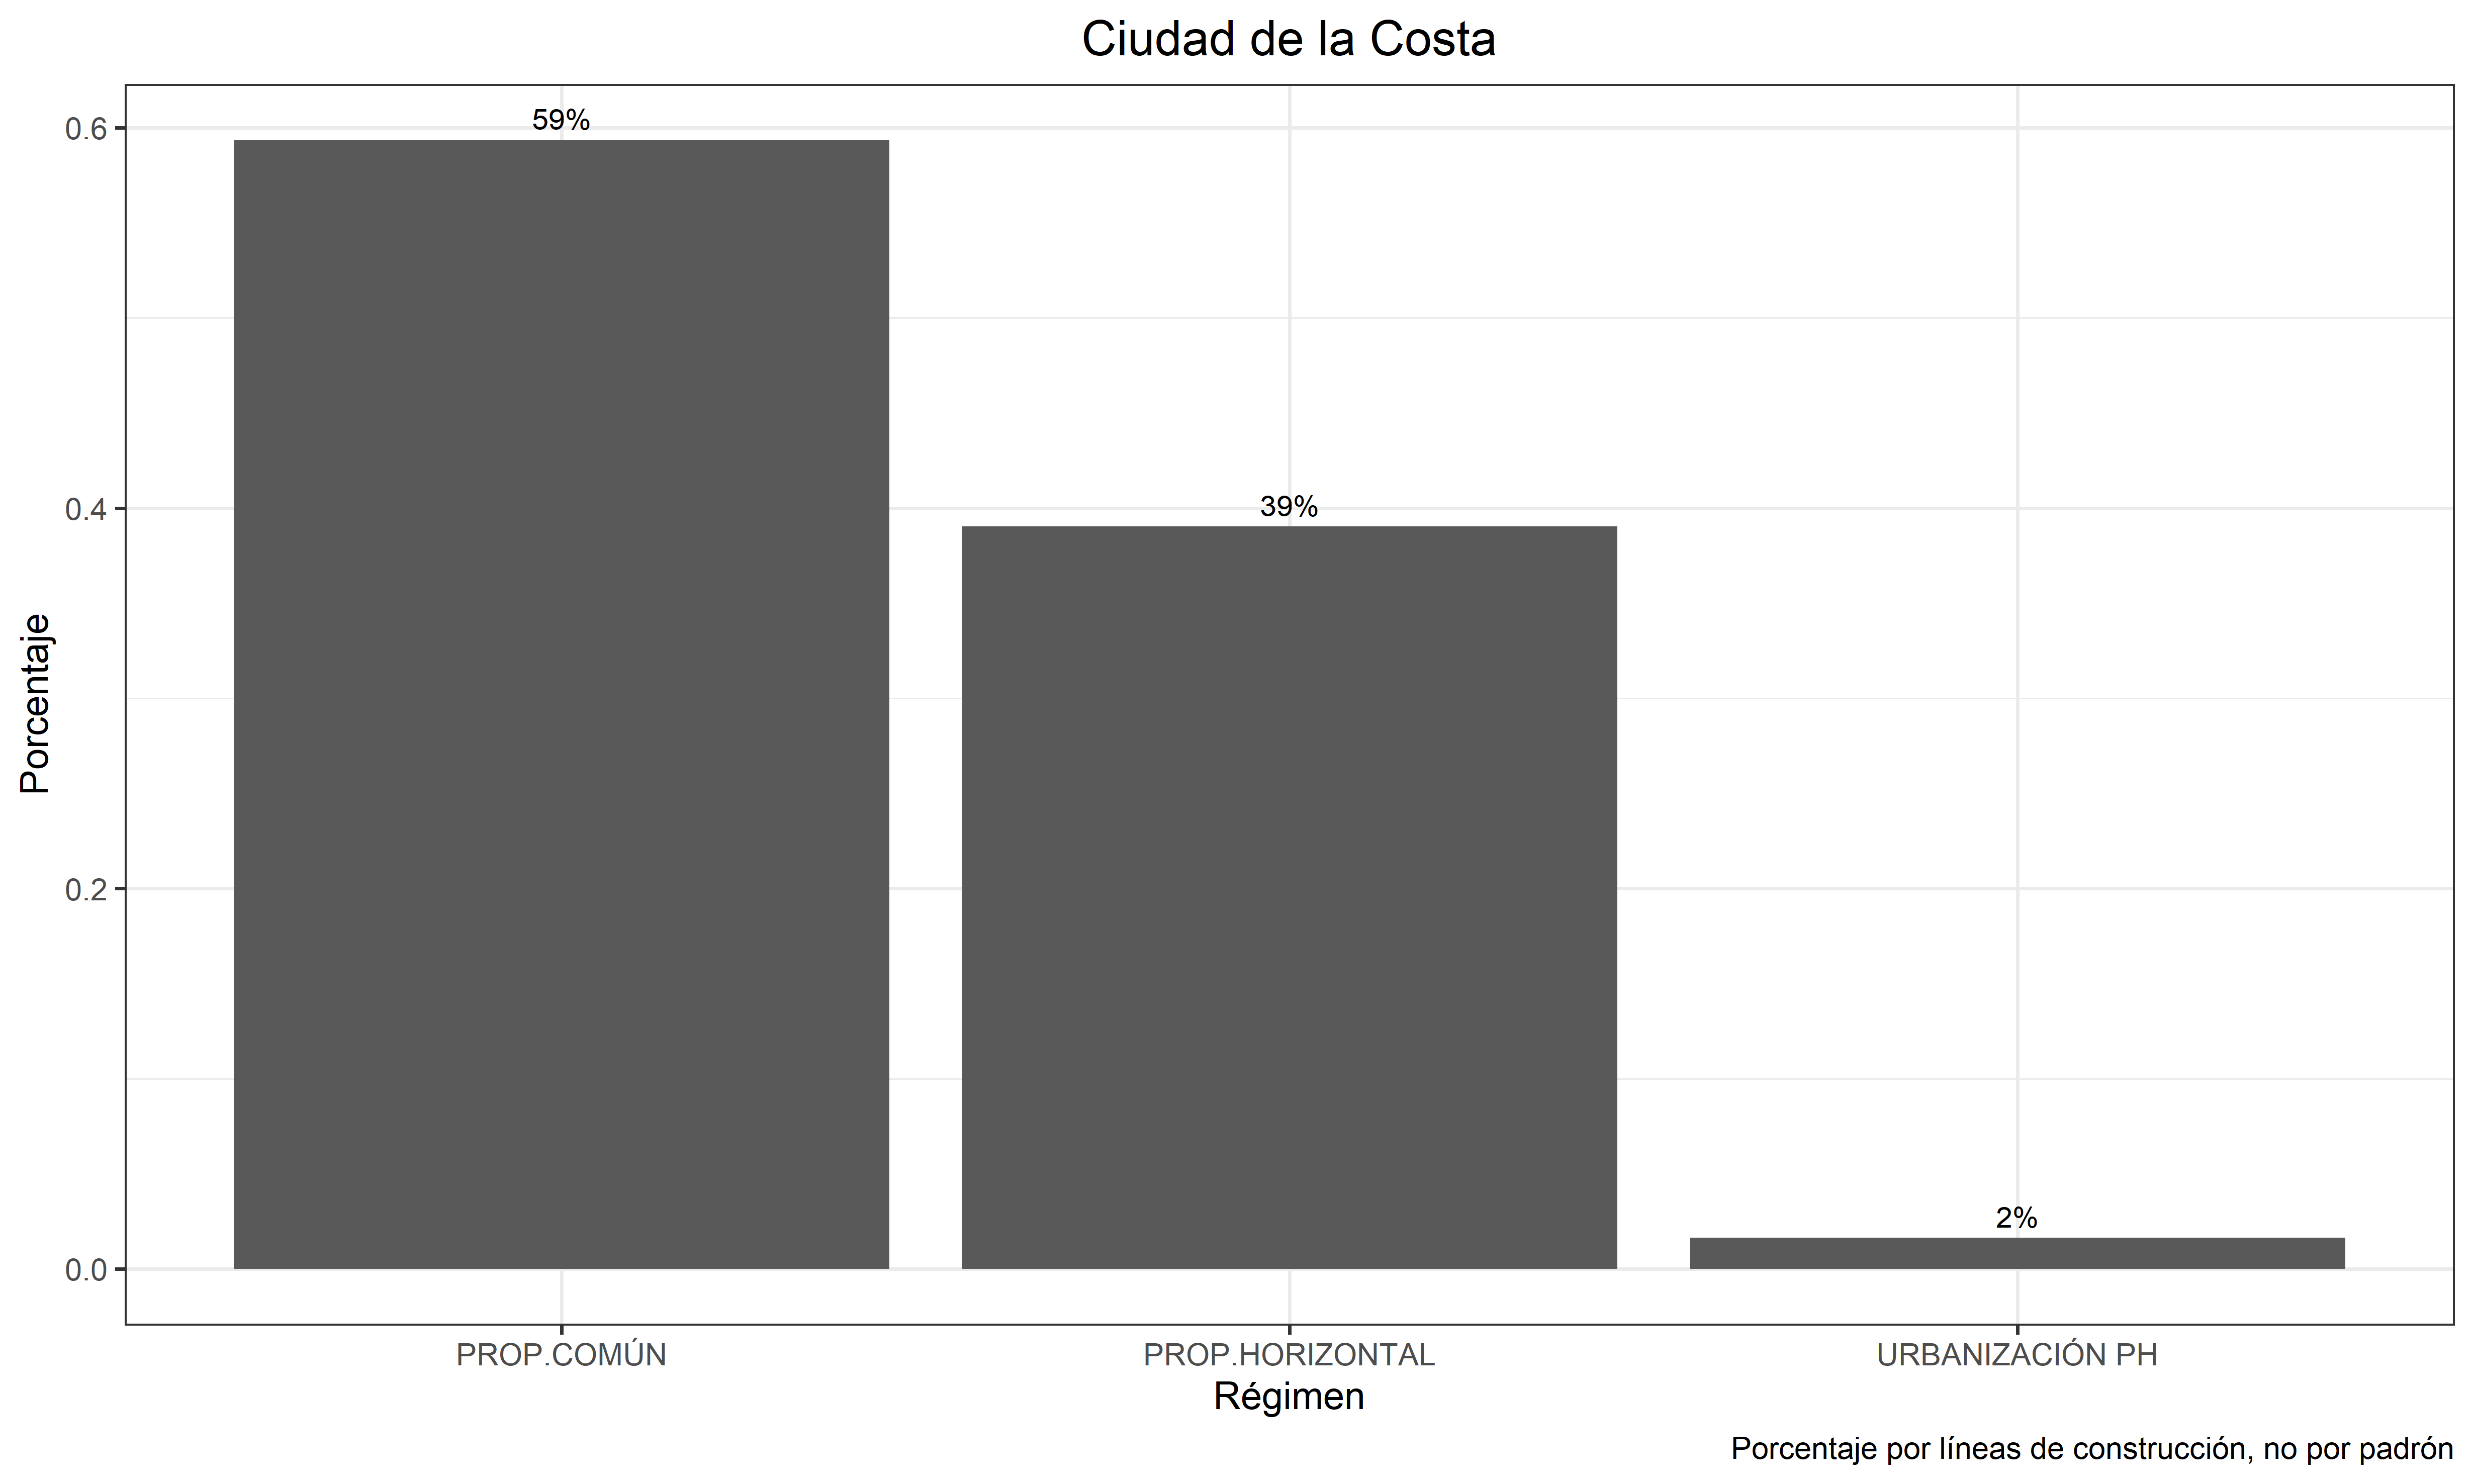 Ciudad de la Costa
Porcentaje
0.6
0.4
0.2
0.0
59%
39%
2%
PROP.COMÚN
PROP.HORIZONTAL
URBANIZACIÓN PH
Régimen
Porcentaje por líneas de construcción, no por padrón